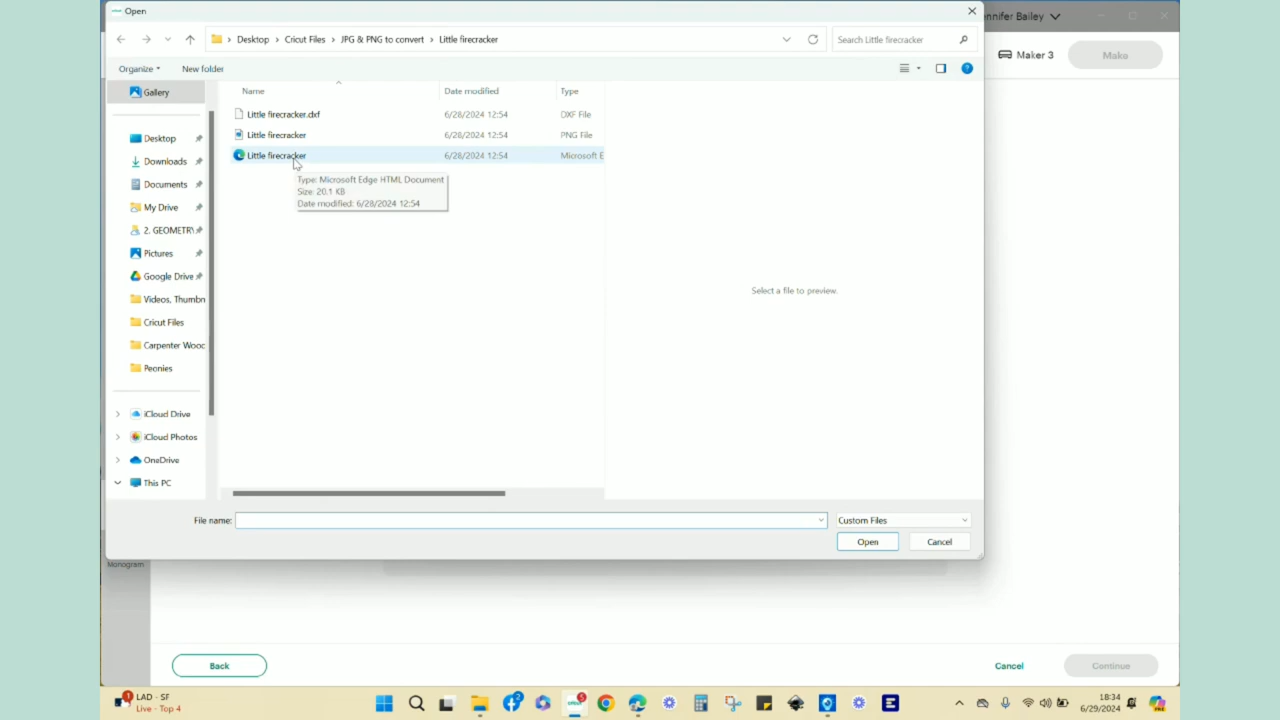 Open
nnifer Bailey
Desktop > Cricut Files > JPG & PNG to convert > Little firecracker
Search Little firecracker
Maker 3
Make
Organize
New folder
Gallery
Name
Date modified
Type
Little firecracker.dxf
6/28/2024 12:54
DXF File
Little firecracker
6/28/2024 12:54
PNG File
Little firecracker
6/28/2024 12:54
Microsoft E
Type: Microsoft Edge HTML Document
Size: 20.1 KB
Date modified: 6/28/2024 12:54
Desktop
Downloads
Documents
My Drive
2. GEOMETRY
Pictures
Google Drive
Videos, Thumbn
Cricut Files
Carpenter Wooc
Peonies
iCloud Drive
iCloud Photos
OneDrive
This PC
Select a file to preview.
File name:
Custom Files
Open
Cancel
Monogram
Back
Cancel
Continue
1
LAD - SF
Live - Top 4
2
5
18:34
6/29/2024